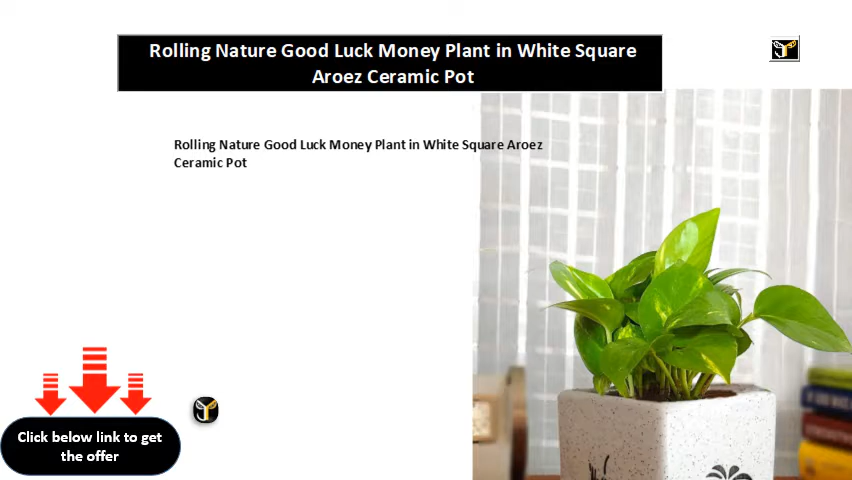 Rolling Nature Good Luck Money Plant in White Square
Aroez Ceramic Pot
Rolling Nature Good Luck Money Plant in White Square Aroez
Ceramic Pot
Click below link to get
the offer